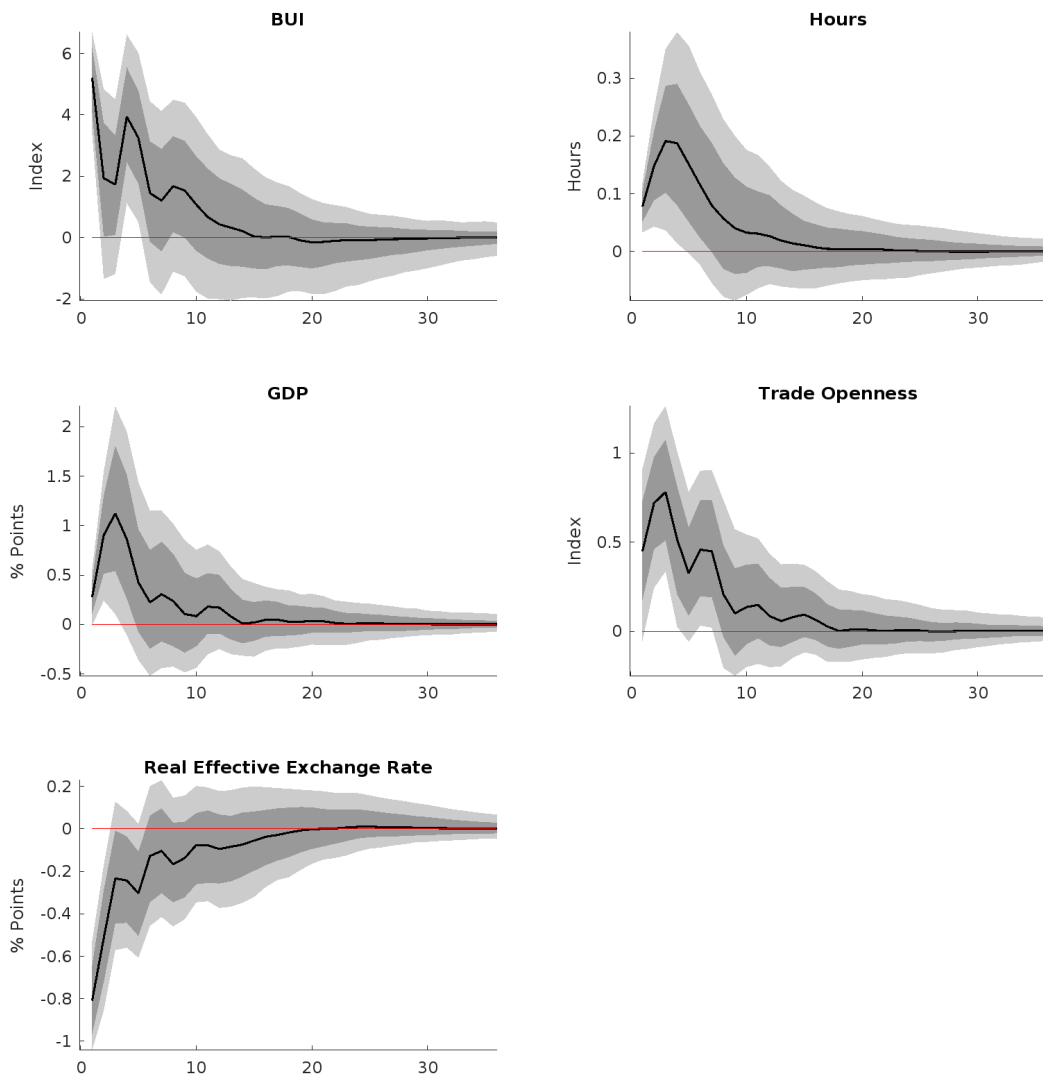 BUI
Index
6
4
2
0
-2
0 10 20 30
Hours
Hours
0.3
0.2
0.1
0
0 10 20 30
GDP
% Points
2
1.5
1
0.5
0
-0.5
0 10 20 30
Trade Openness
Index
1
0.5
0
0 10 20 30
Real Effective Exchange Rate
% Points
0.2
0
-0.2
-0.4
-0.6
-0.8
-1
0 10 20 30